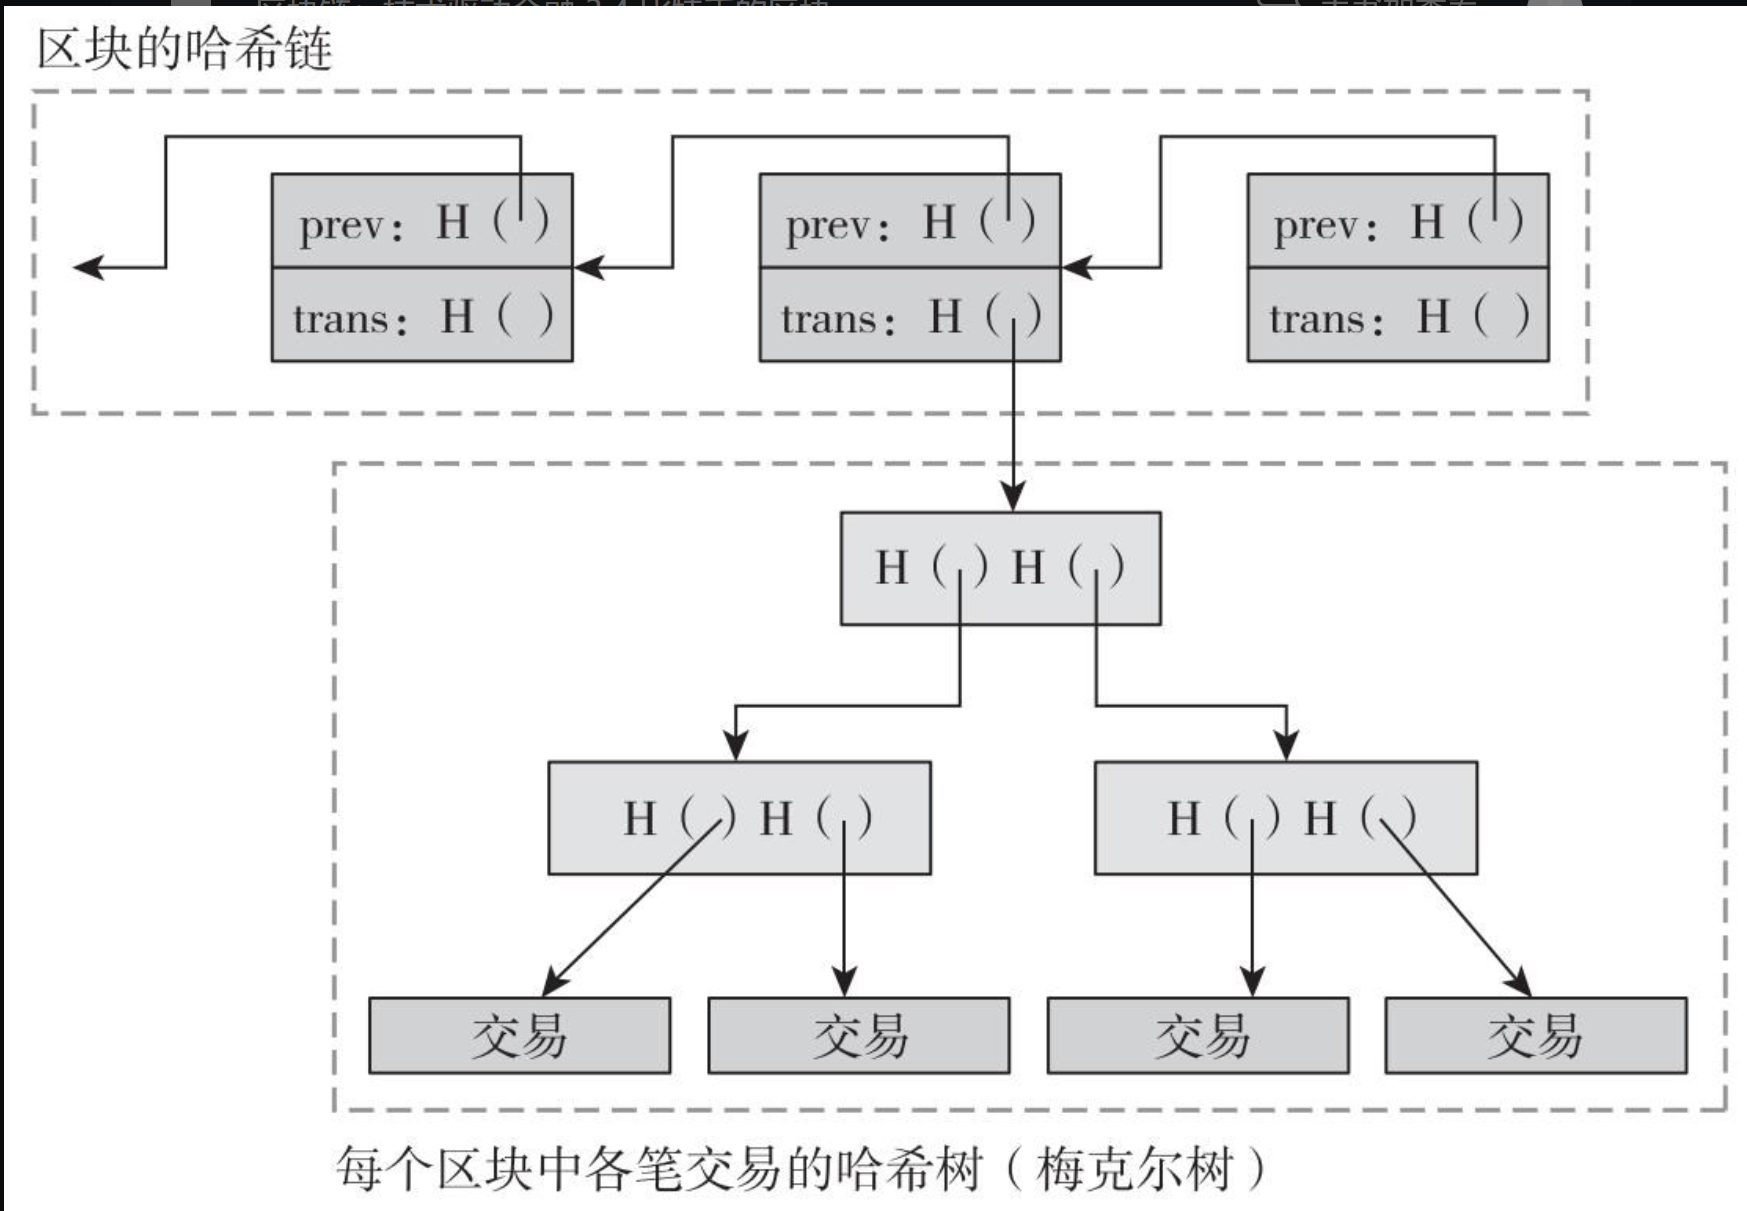 区块的哈希链
prev：H（ ） prev：H（ ） prev：H（ ）
trans：H（ ） trans：H（ ） trans：H（ ）
H（ ）H（ ）
H（ ）H（ ） H（ ）H（ ）
交易 交易 交易 交易
每个区块中各笔交易的哈希树（梅克尔树）